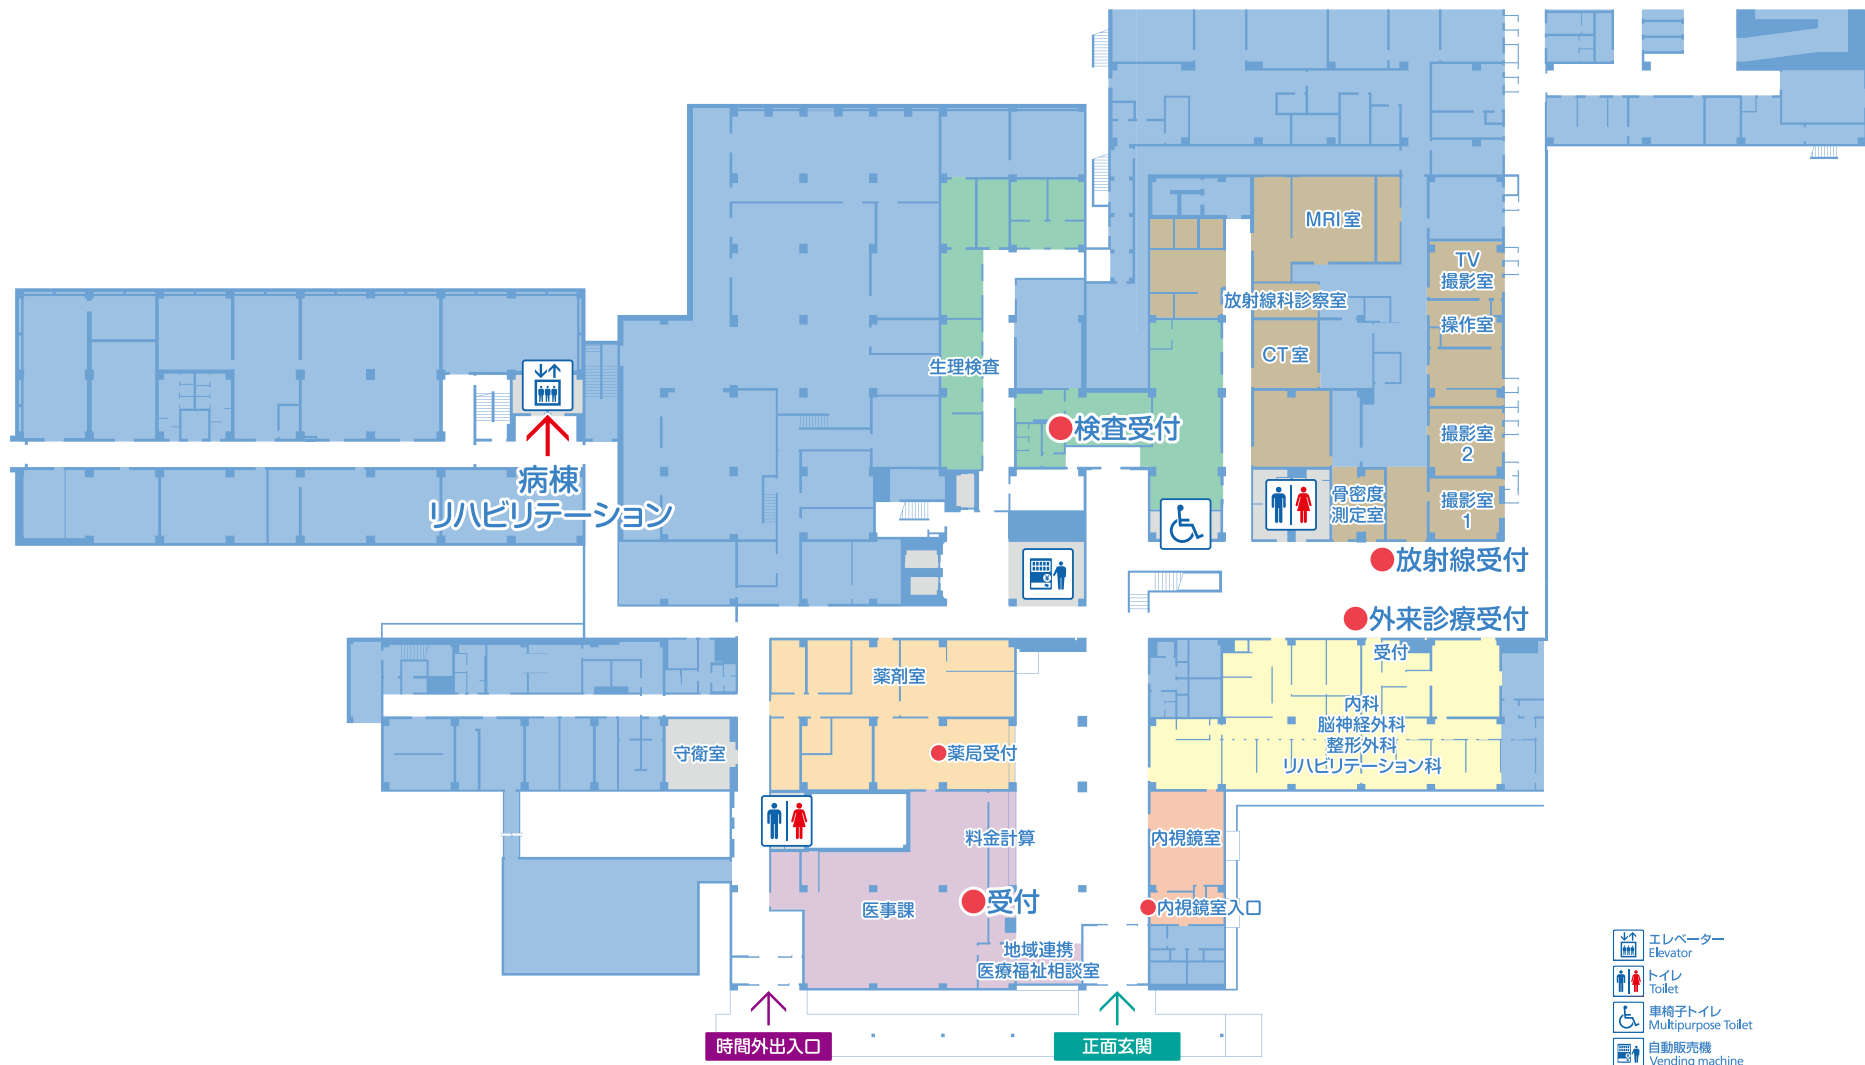 MRI室
TV
撮影室
放射線科診察室
操作室
CT室
生理検査
検査受付
撮影室
2
病棟
リハビリテーション
骨密度
測定室
撮影室
1
放射線受付
外来診療受付
受付
薬剤室
内科
脳神経外科
整形外科
リハビリテーション科
守衛室
薬局受付
料金計算
内視鏡室
医事課
受付
内視鏡室入口
地域連携
医療福祉相談室
時間外出入口
正面玄関
エレベーター
Elevator
トイレ
Toilet
車椅子トイレ
Multipurpose Toilet
自動販売機
Vending machine